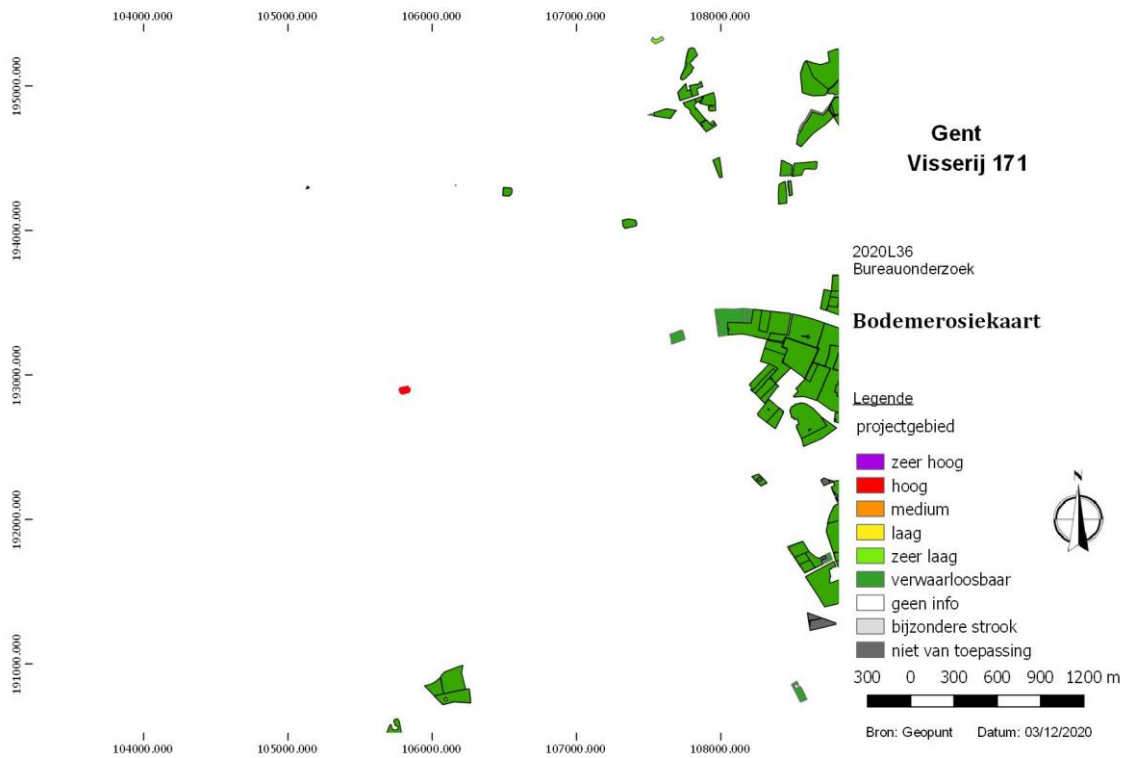 104000.000 105000.000 106000.000 107000.000 108000.000
195000.000
194000.000
193000.000
192000.000
191000.000
104000.000 105000.000 106000.000 107000.000 108000.000
Gent
Visserij 171
2020L36
Bureauonderzoek
Bodemerosiekaart
Legende
projectgebied
zeer hoog
hoog
medium
laag
zeer laag
verwaarloosbaar
geen info
bijzondere strook
niet van toepassing
N
300 0 300 600 900 1200 m
Bron: Geopunt Datum: 03/12/2020